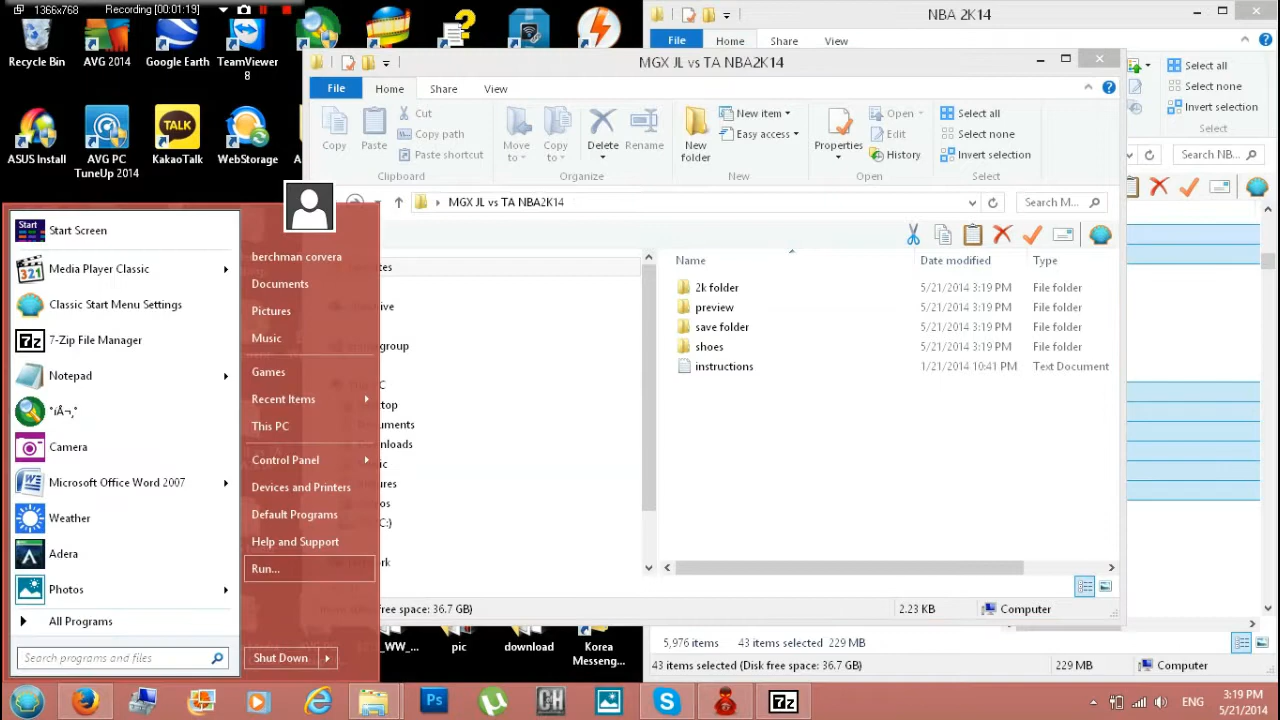 1366x768 Recording [00:01:19]
Recycle Bin
AVG 2014
Google Earth
TeamViewer 8
ASUS Install
AVG PC TuneUp 2014
KakaoTalk
WebStorage
NBA 2K14
File Home Share View
Select all
Select none
Invert selection
Select
Search NB...
MGX JL vs TA NBA2K14
File Home Share View
Copy
Paste
Cut
Copy path
Paste shortcut
Clipboard
Move to
Copy to
Delete
Rename
Organize
New folder
New item
Easy access
New
Properties
Open
Edit
History
Open
Select all
Select none
Invert selection
Select
MGX JL vs TA NBA2K14
Search M...
Name Date modified Type
2k folder 5/21/2014 3:19 PM File folder
preview 5/21/2014 3:19 PM File folder
save folder 5/21/2014 3:19 PM File folder
shoes 5/21/2014 3:19 PM File folder
instructions 1/21/2014 10:41 PM Text Document
2.23 KB Computer
Start Screen
Media Player Classic
Classic Start Menu Settings
7-Zip File Manager
Notepad
Camera
Microsoft Office Word 2007
Weather
Adera
Photos
All Programs
Search programs and files
berchman corvera
Documents
Pictures
Music
Games
Recent Items
This PC
Control Panel
Devices and Printers
Default Programs
Help and Support
Run...
Shut Down
free space: 36.7 GB)
pic
download
Korea Messeng...
5,976 items 43 items selected 229 MB
43 items selected (Disk free space: 36.7 GB) 229 MB Computer
ENG
3:19 PM
5/21/2014